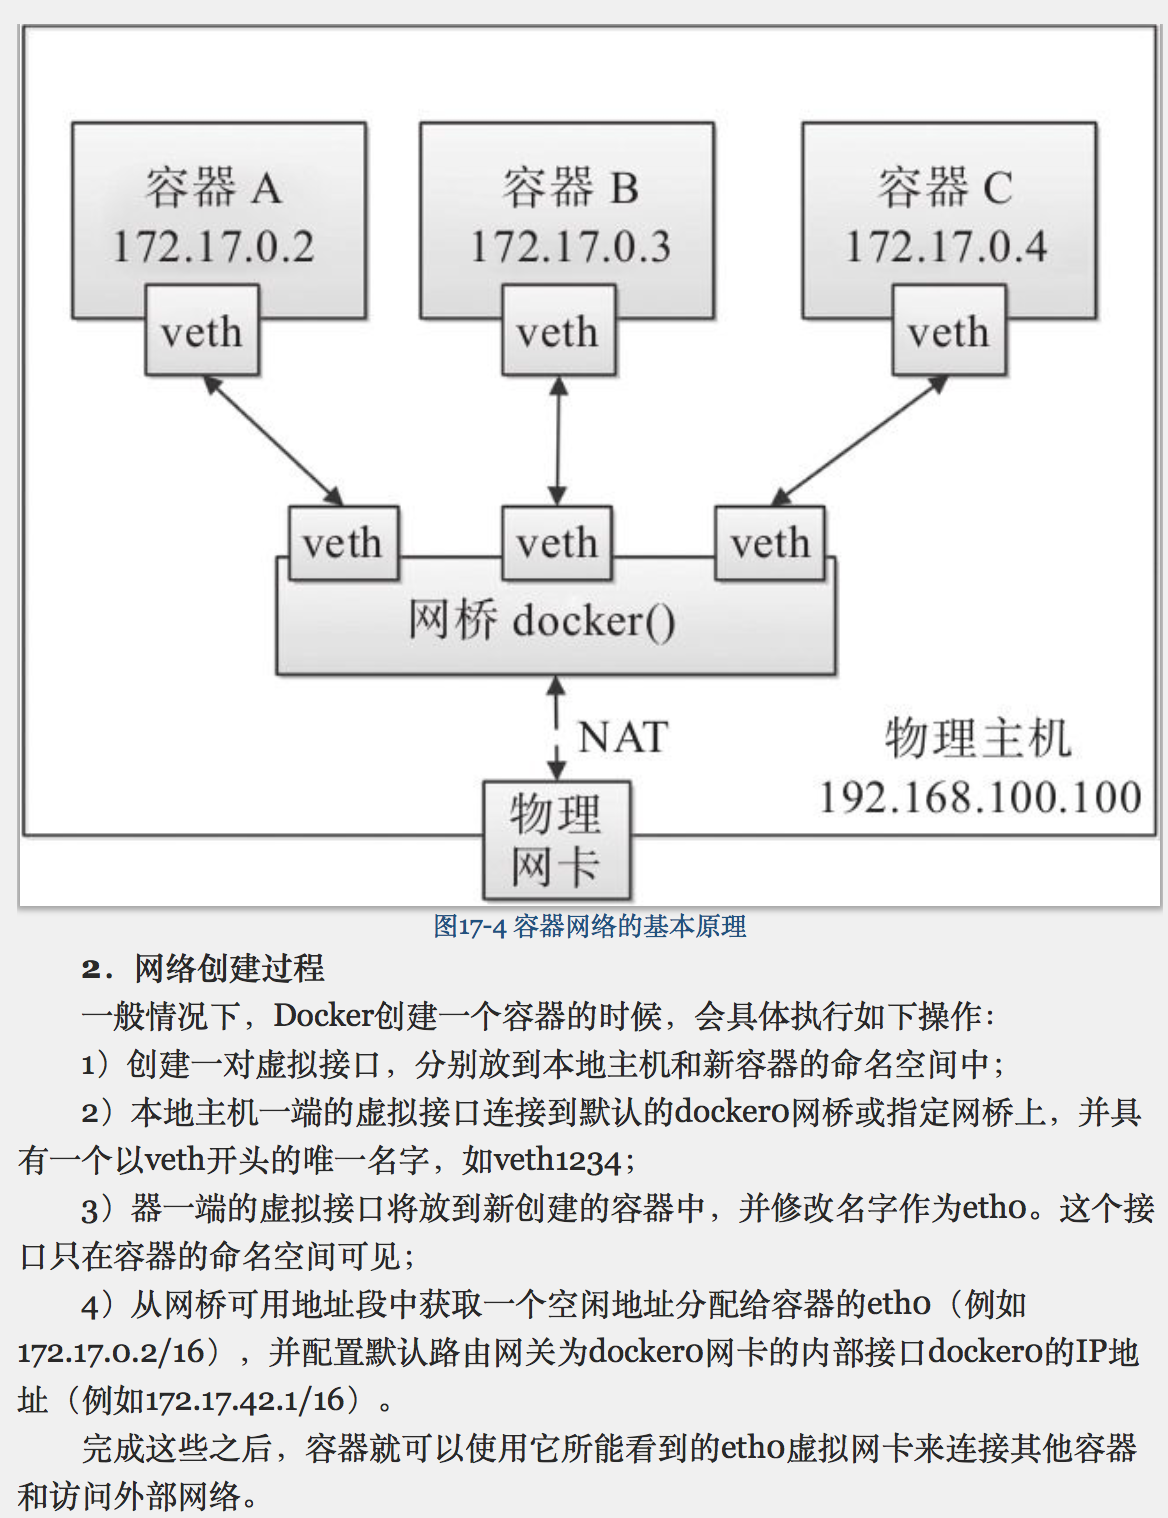 容器 A
172.17.0.2
容器 B
172.17.0.3
容器 C
172.17.0.4
veth
veth
veth
veth
veth
veth
网桥 docker()
NAT
物理主机
192.168.100.100
物理
网卡
图17-4 容器网络的基本原理
2．网络创建过程
一般情况下，Docker创建一个容器的时候，会具体执行如下操作：
1）创建一对虚拟接口，分别放到本地主机和新容器的命名空间中；
2）本地主机一端的虚拟接口连接到默认的docker0网桥或指定网桥上，并具
有一个以veth开头的唯一名字，如veth1234；
3）器一端的虚拟接口将放到新创建的容器中，并修改名字作为eth0。这个接
口只在容器的命名空间可见；
4）从网桥可用地址段中获取一个空闲地址分配给容器的eth0（例如
172.17.0.2/16），并配置默认路由网关为docker0网卡的内部接口docker0的IP地
址（例如172.17.42.1/16）。
完成这些之后，容器就可以使用它所能看到的eth0虚拟网卡来连接其他容器
和访问外部网络。